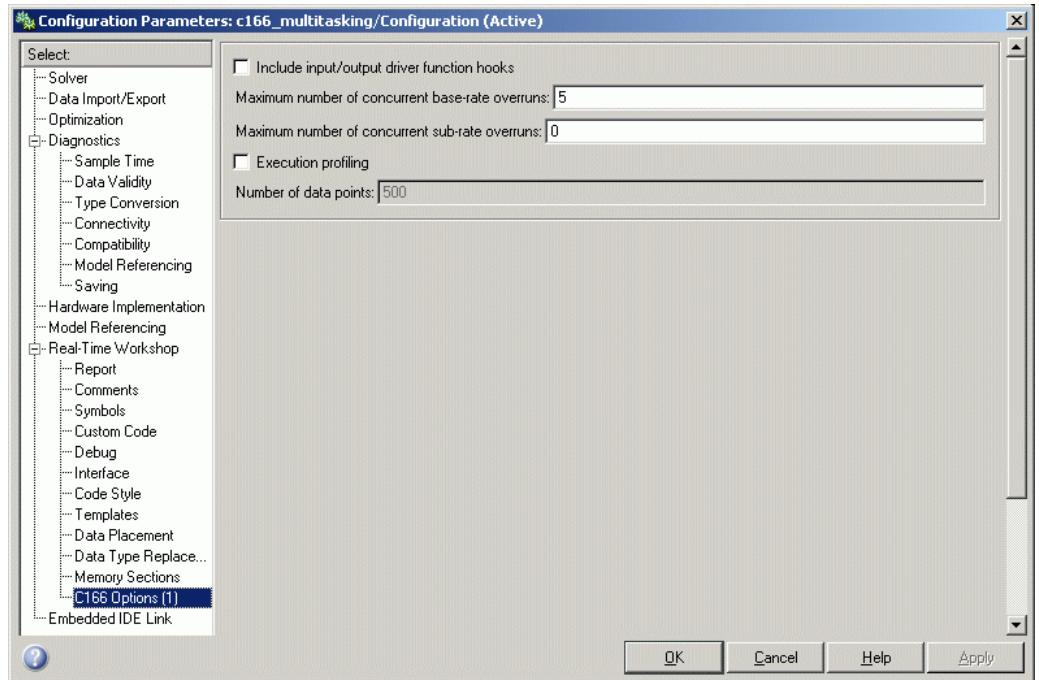 Configuration Parameters: c166_multitasking/Configuration (Active)
Select:
Solver
Data Import/Export
Optimization
Diagnostics
Sample Time
Data Validity
Type Conversion
Connectivity
Compatibility
Model Referencing
Saving
Hardware Implementation
Model Referencing
Real-Time Workshop
Report
Comments
Symbols
Custom Code
Debug
Interface
Code Style
Templates
Data Placement
Data Type Replace...
Memory Sections
C166 Options (1)
Embedded IDE Link
Include input/output driver function hooks
Maximum number of concurrent base-rate overruns: 5
Maximum number of concurrent sub-rate overruns: 0
Execution profiling
Number of data points: 500
OK Cancel Help Apply